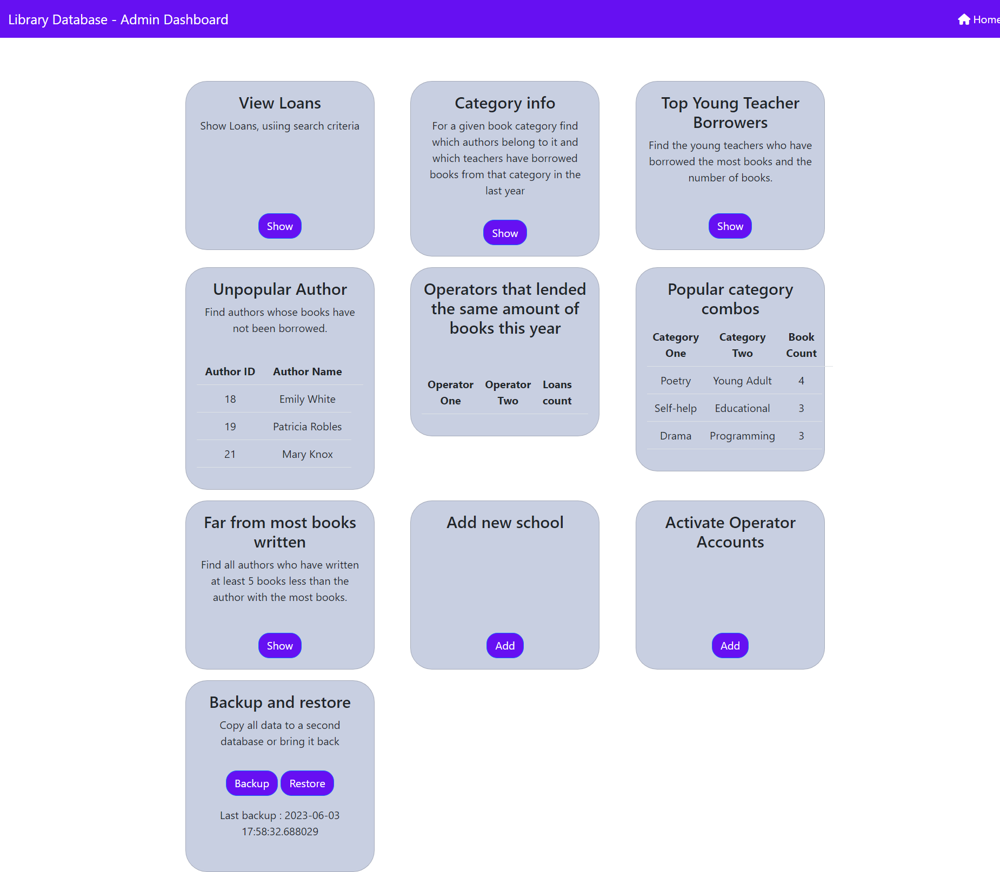 Library Database - Admin Dashboard
Home
View Loans
Show Loans, usiing search criteria
Show
Category info
For a given book category find
which authors belong to it and
which teachers have borrowed
books from that category in the
last year
Show
Top Young Teacher
Borrowers
Find the young teachers who have
borrowed the most books and the
number of books.
Show
Unpopular Author
Find authors whose books have
not been borrowed.
Author ID Author Name
18 Emily White
19 Patricia Robles
21 Mary Knox
Operators that lended
the same amount of
books this year
Operator Operator Loans
One Two count
Popular category
combos
Category Category Book
One Two Count
Poetry Young Adult 4
Self-help Educational 3
Drama Programming 3
Far from most books
written
Find all authors who have written
at least 5 books less than the
author with the most books.
Show
Add new school
Add
Activate Operator
Accounts
Add
Backup and restore
Copy all data to a second
database or bring it back
Backup Restore
Last backup : 2023-06-03
17:58:32.688029